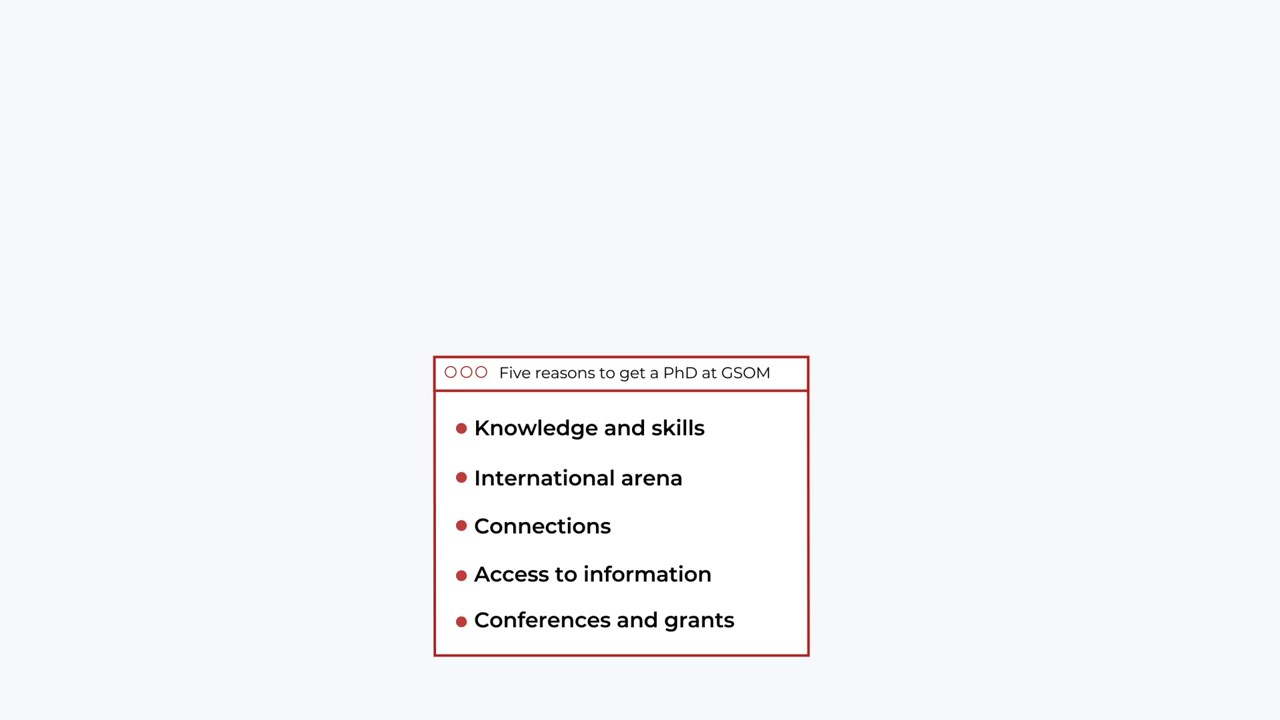 Five reasons to get a PhD at GSOM
Knowledge and skills
International arena
Connections
Access to information
Conferences and grants